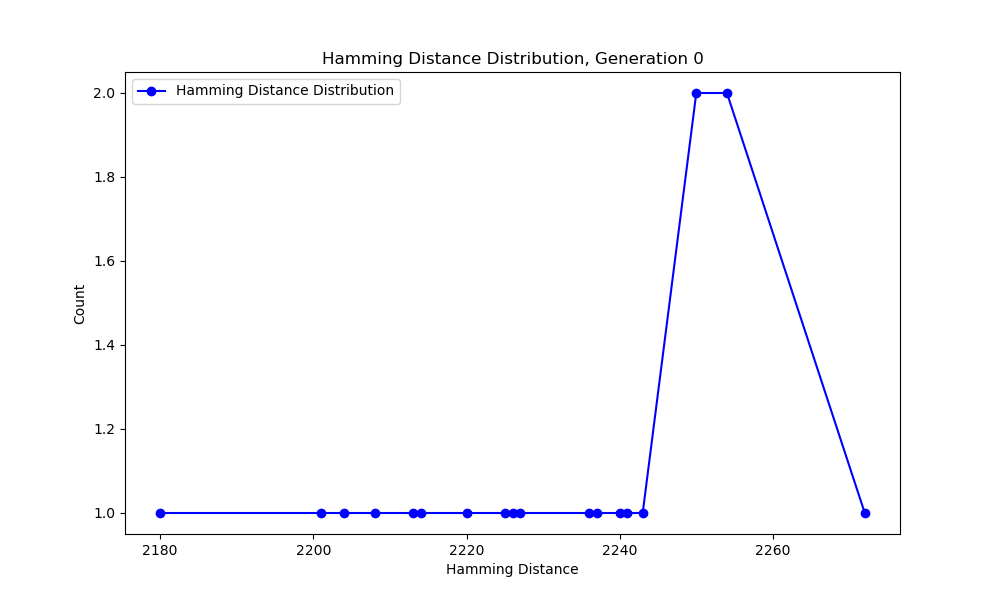 Hamming Distance Distribution, Generation 0
Hamming Distance Distribution
2.0
1.8
1.6
1.4
1.2
1.0
Count
2180 2200 2220 2240 2260
Hamming Distance